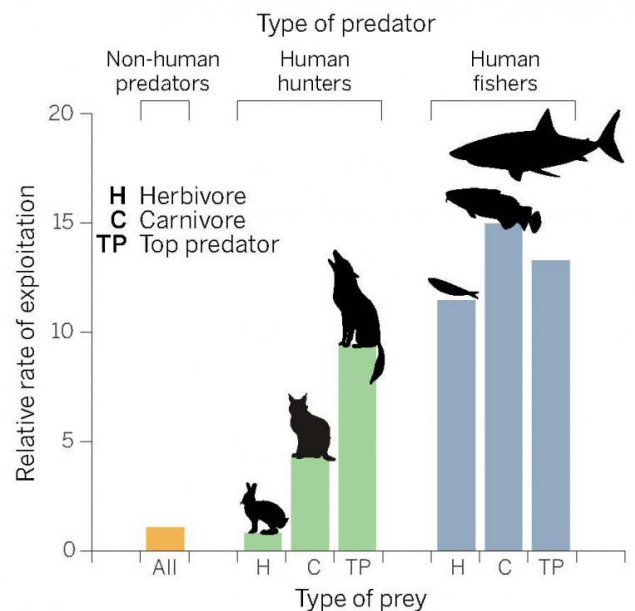 Type of predator
Non-human
predators
Human
hunters
Human
fishers
20
15
10
5
0
Relative rate of exploitation
H Herbivore
C Carnivore
TP Top predator
All
H
C
TP
H
C
TP
Type of prey